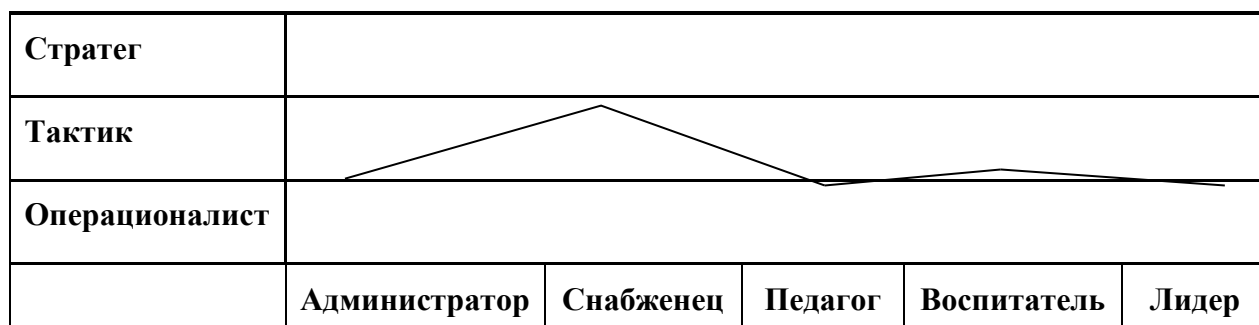 Стратег
Тактик
Операционалист
Администратор Снабженец Педагог Воспитатель Лидер